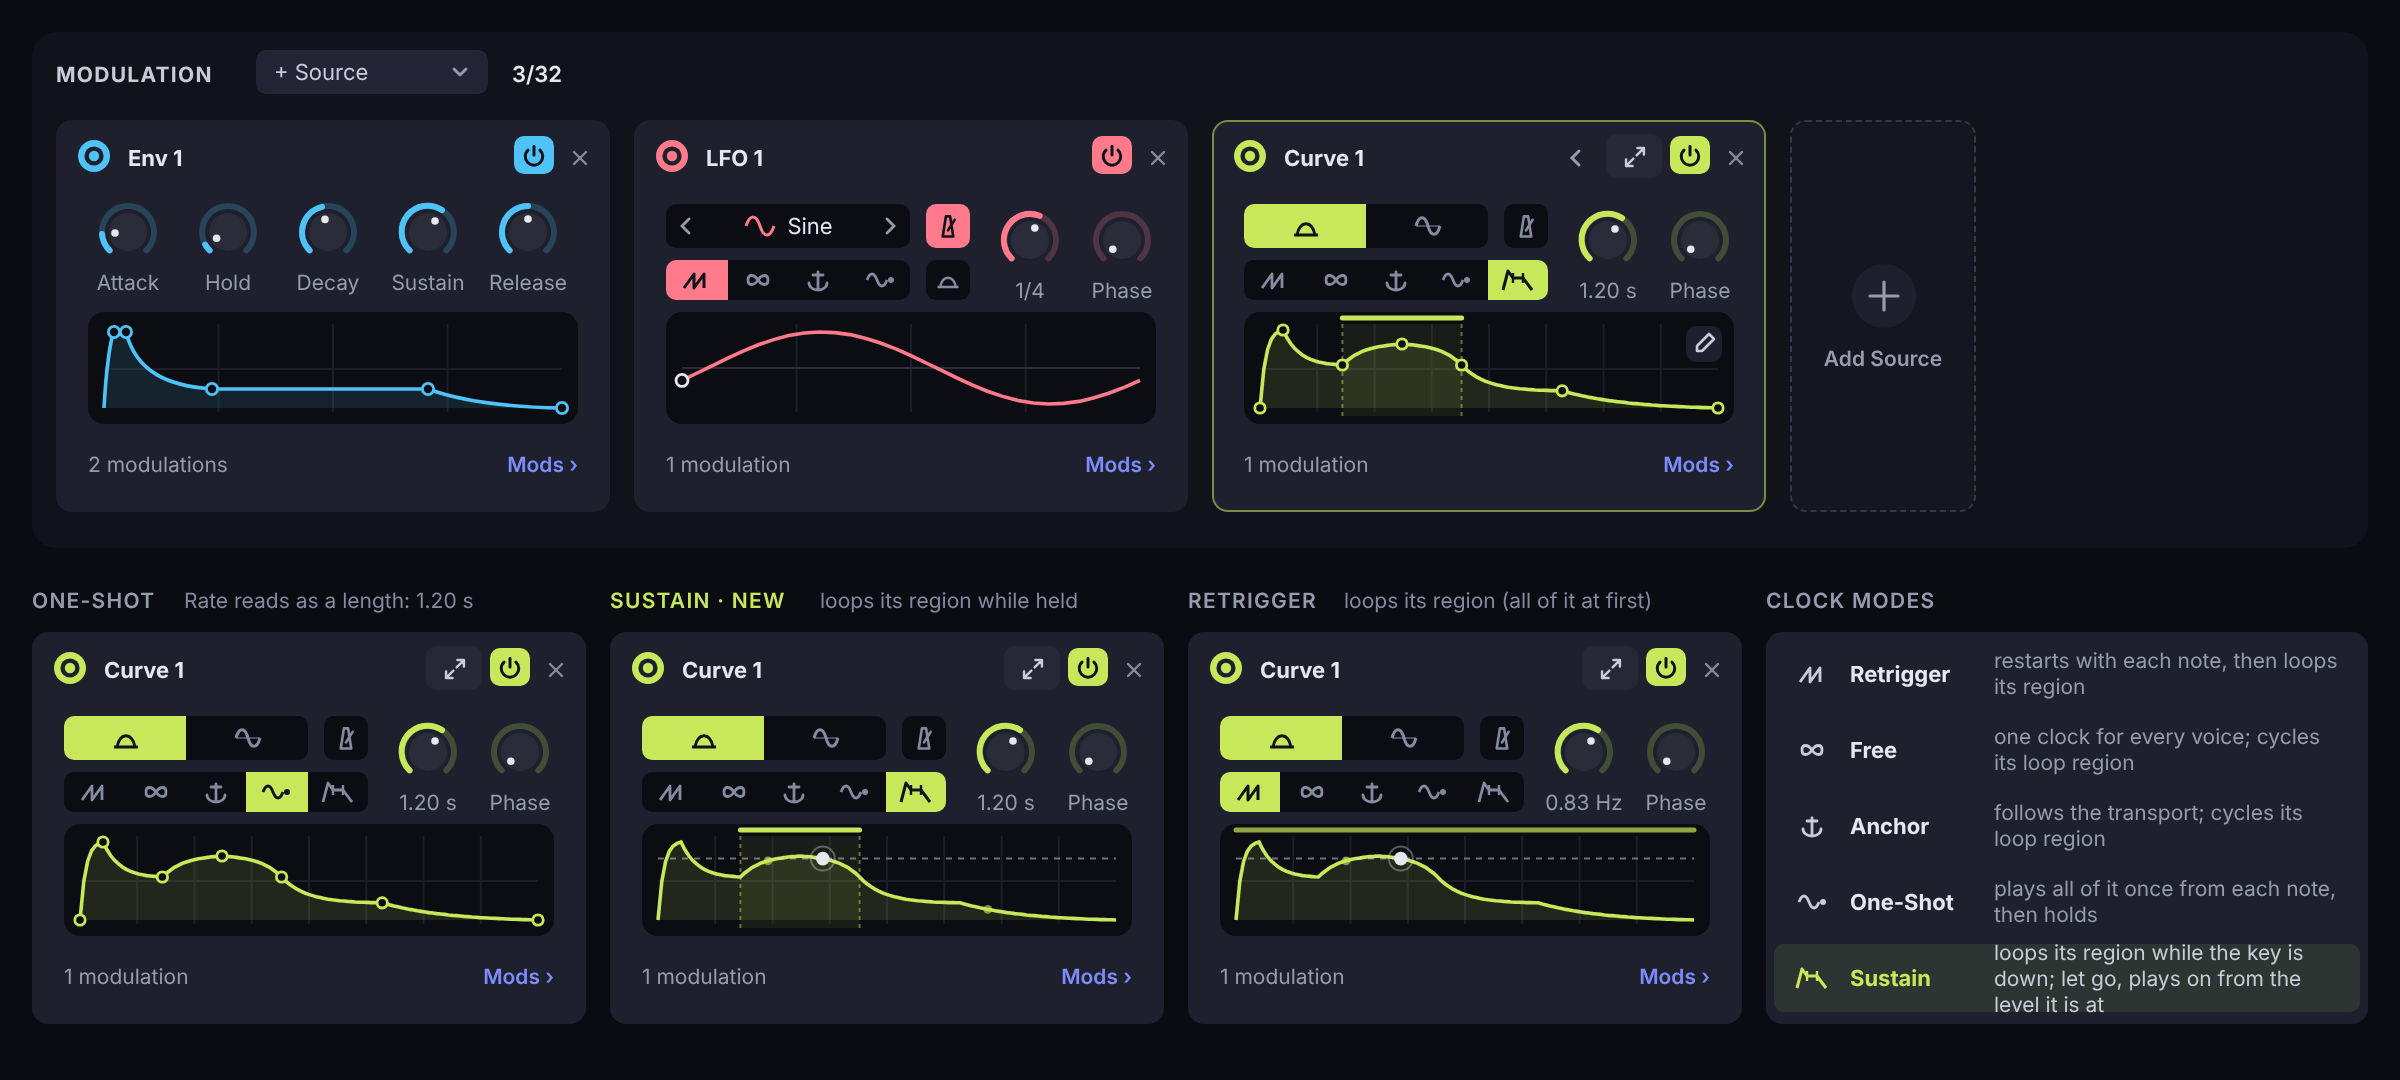 MODULATION
+ Source
3/32
Env 1
Attack
Hold
Decay
Sustain
Release
2 modulations
Mods ›
LFO 1
Sine
1/4
Phase
1 modulation
Mods ›
Curve 1
1.20 s
Phase
1 modulation
Mods ›
Add Source
ONE-SHOT
Rate reads as a length: 1.20 s
Curve 1
1.20 s
Phase
1 modulation
Mods ›
SUSTAIN · NEW
loops its region while held
Curve 1
1.20 s
Phase
1 modulation
Mods ›
RETRIGGER
loops its region (all of it at first)
Curve 1
0.83 Hz
Phase
1 modulation
Mods ›
CLOCK MODES
Retrigger
restarts with each note, then loops
its region
Free
one clock for every voice; cycles
its loop region
Anchor
follows the transport; cycles its
loop region
One-Shot
plays all of it once from each note,
then holds
Sustain
loops its region while the key is
down; let go, plays on from the
level it is at